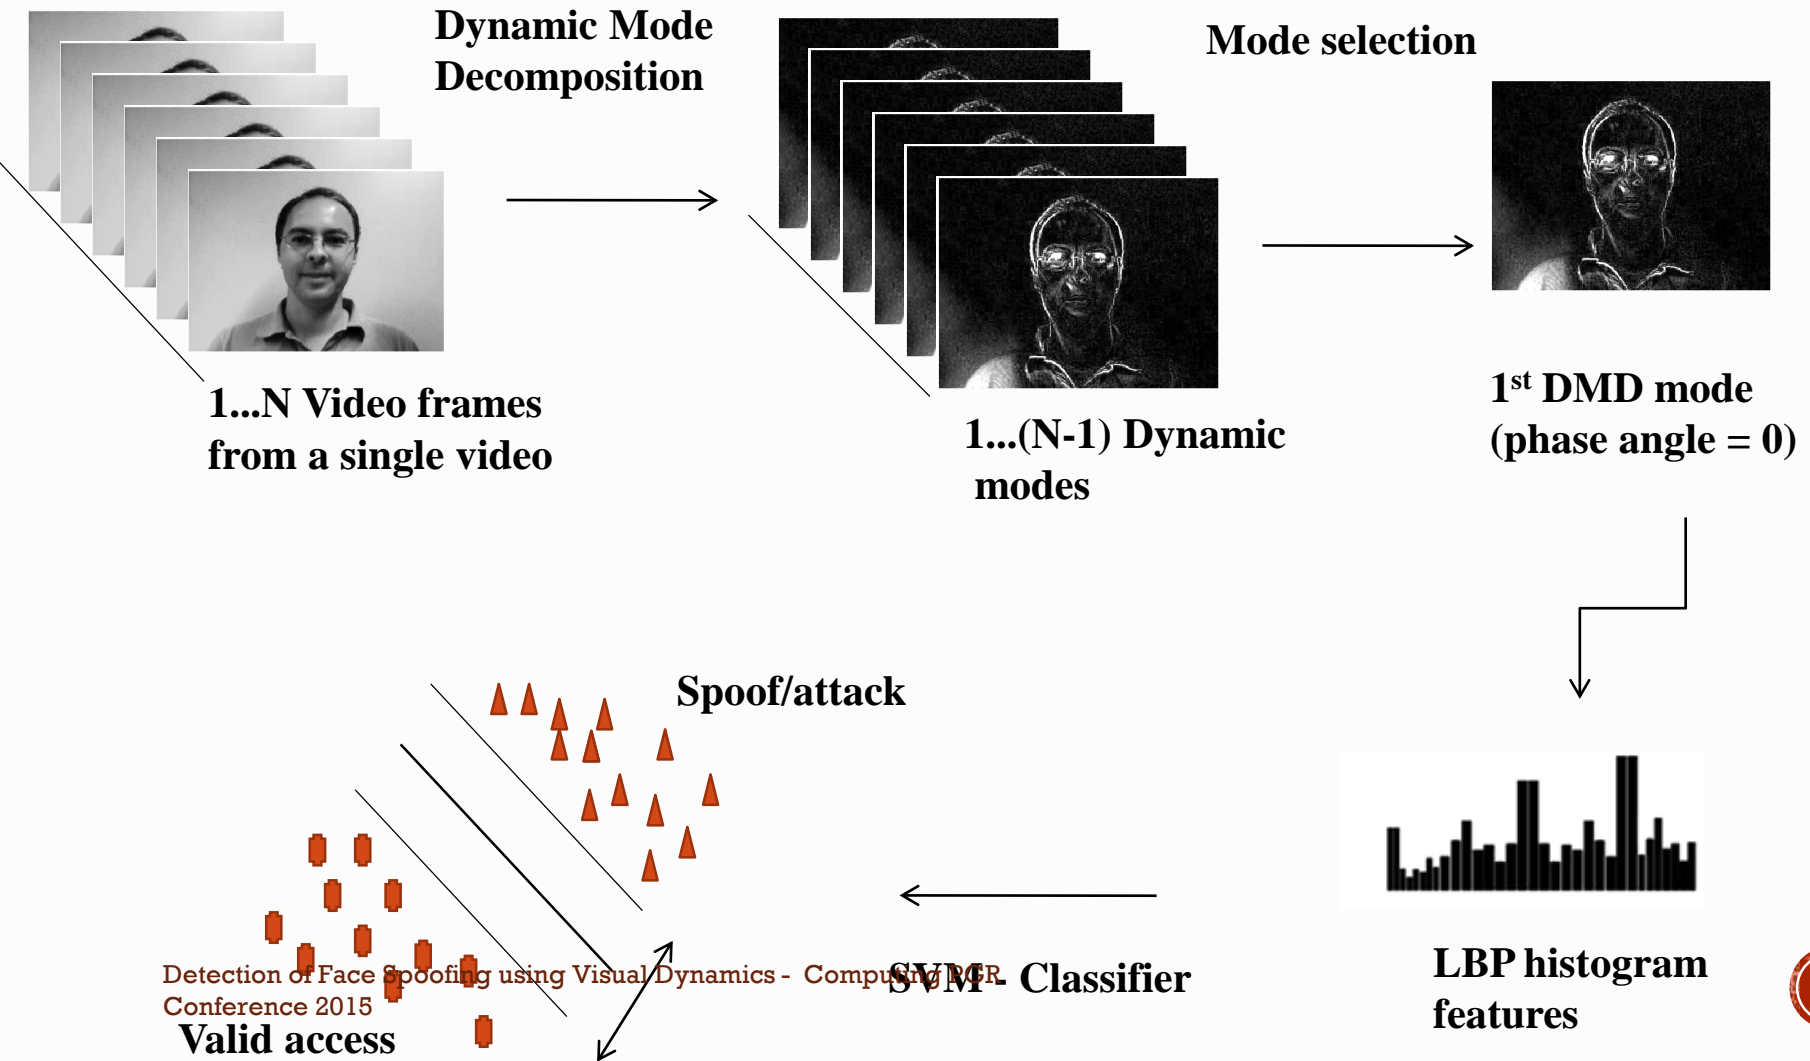 Dynamic Mode
Decomposition
Mode selection
1...N Video frames
from a single video
1...(N-1) Dynamic
modes
1st DMD mode
(phase angle = 0)
Spoof/attack
LBP histogram
features
SVM - Classifier
Detection of Face Spoofing using Visual Dynamics - Computing PGR
Conference 2015
Valid access